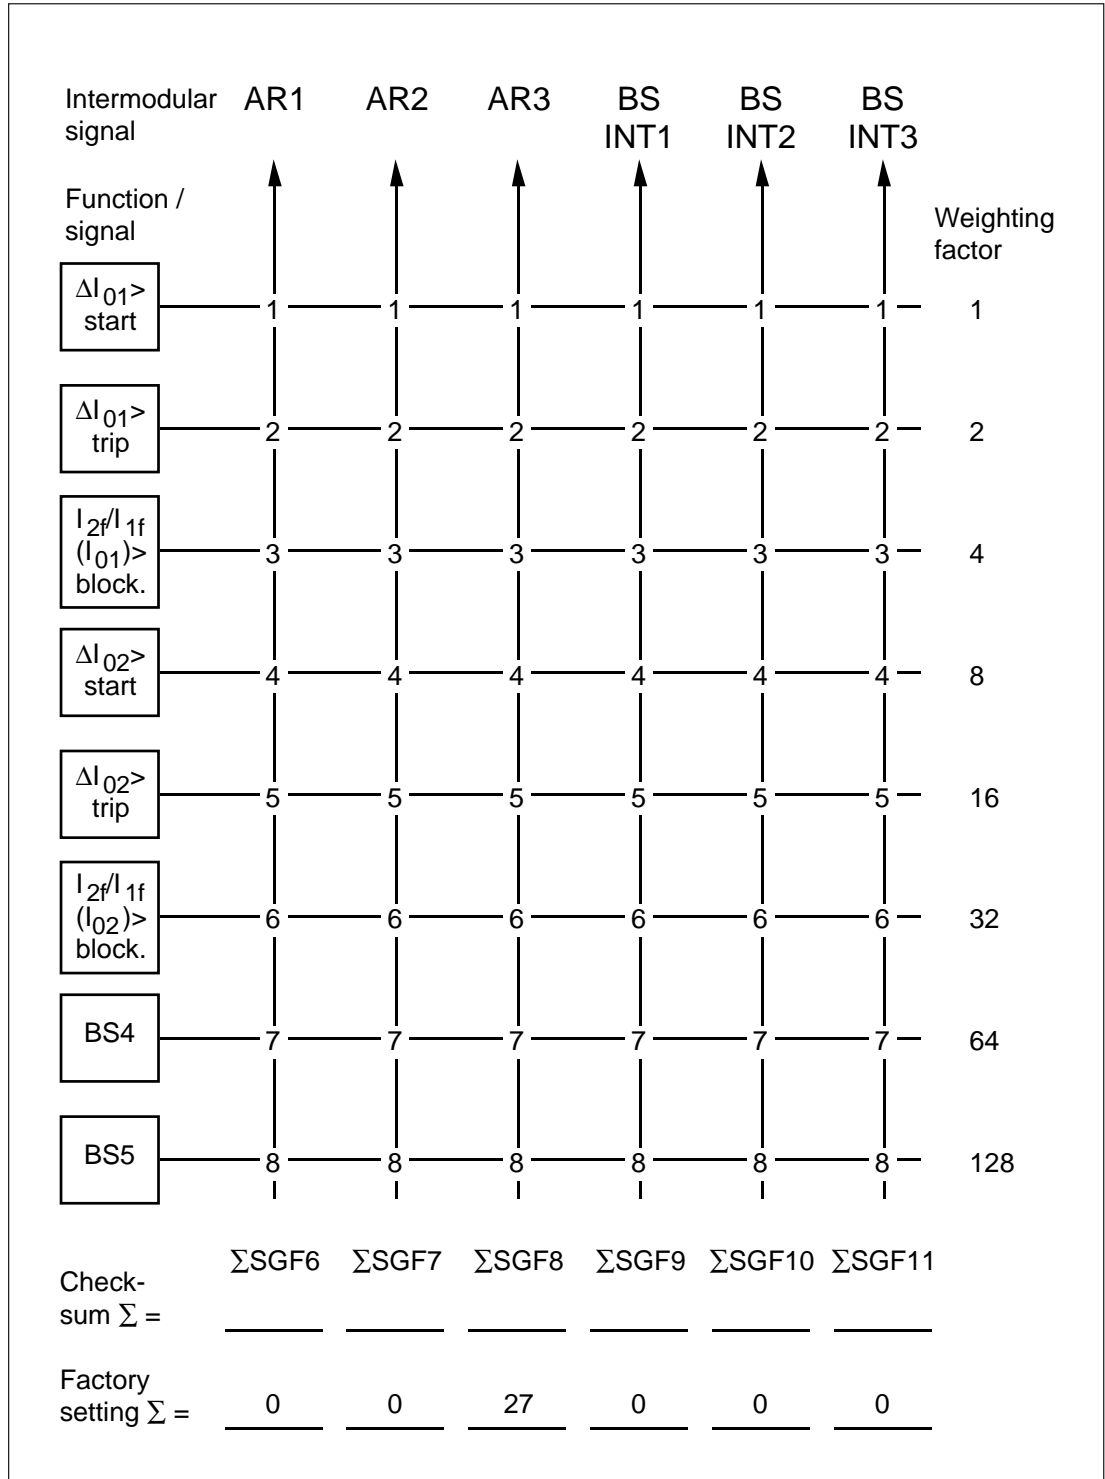 Intermodular signal AR1 AR2 AR3 BS INT1 BS INT2 BS INT3
Function / signal
Weighting factor
ΔI01> start 1 1 1 1 1 1 1
ΔI01> trip 2 2 2 2 2 2 2
I2f/I1f (I01)> block. 3 3 3 3 3 3 4
ΔI02> start 4 4 4 4 4 4 8
ΔI02> trip 5 5 5 5 5 5 16
I2f/I1f (I02)> block. 6 6 6 6 6 6 32
BS4 7 7 7 7 7 7 64
BS5 8 8 8 8 8 8 128
ΣSGF6 ΣSGF7 ΣSGF8 ΣSGF9 ΣSGF10 ΣSGF11
Check-
sum Σ =
Factory
setting Σ = 0 0 27 0 0 0